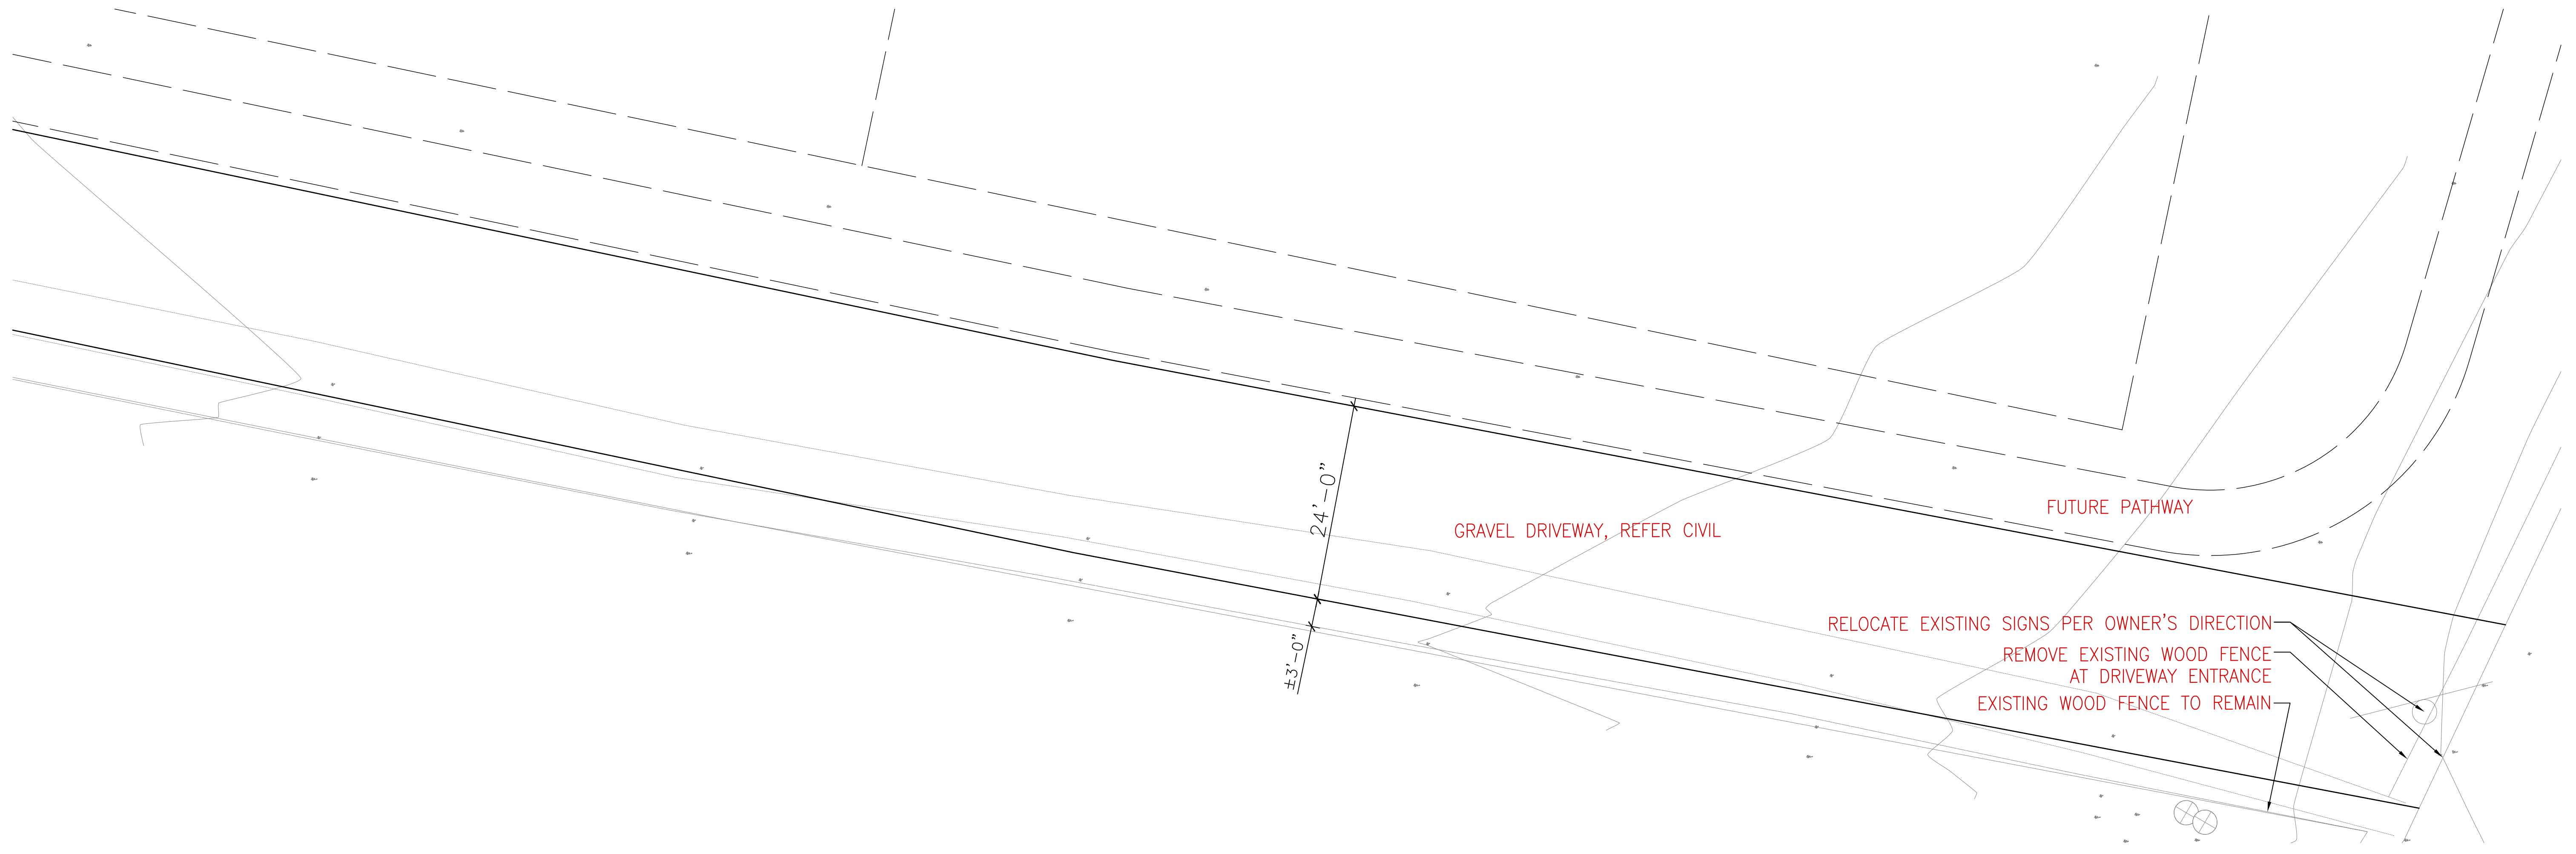 24'-0"
±3'-0"
GRAVEL DRIVEWAY, REFER CIVIL
FUTURE PATHWAY
RELOCATE EXISTING SIGNS PER OWNER'S DIRECTION
REMOVE EXISTING WOOD FENCE
AT DRIVEWAY ENTRANCE
EXISTING WOOD FENCE TO REMAIN